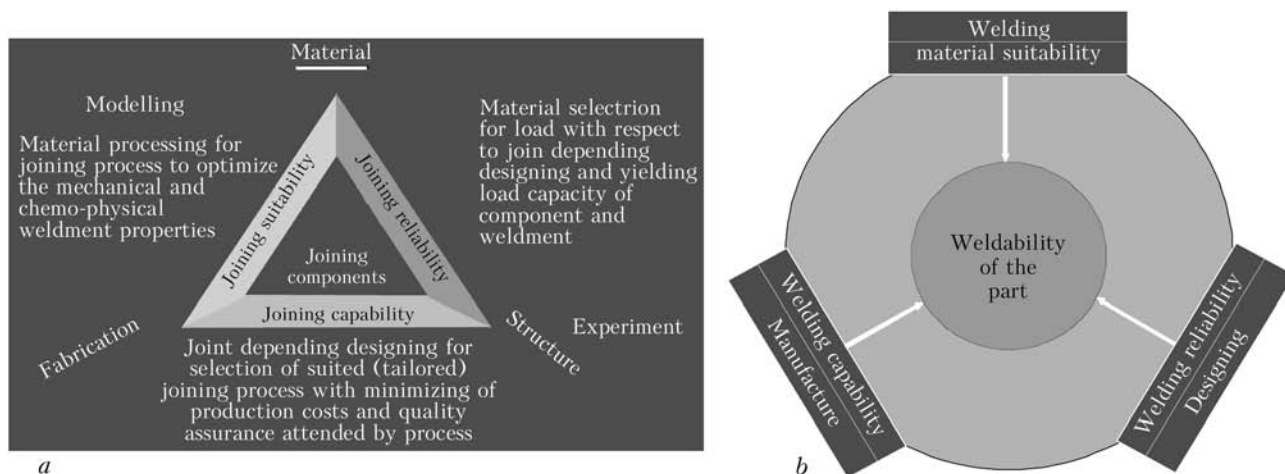 Material
Modelling
Material processing for
joining process to optimize
the mechanical and
chemo-physical
weldment properties
Material selectrion
for load with respect
to join depending
designing and yielding
load capacity of
component and
weldment
Joining suitability
Joining reliability
Joining
components
Joining capability
Fabrication
Structure
Experiment
Joint depending designing for
selection of suited (tailored)
joining process with minimizing of
production costs and quality
assurance attended by process
a
Welding
material suitability
Weldability
of the
part
Welding capability
Manufacture
Welding reliability
Designing
b